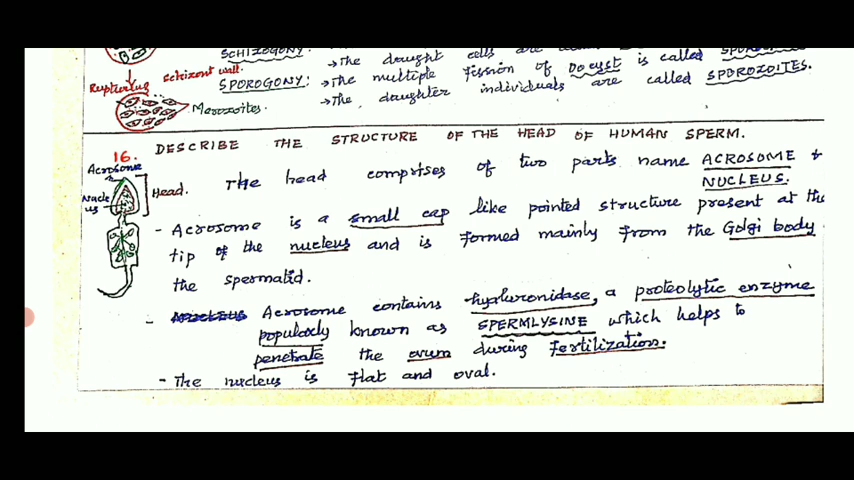 SCHIZOGONY:
→The daught cells are
Rupturing Schizont wall.
SPOROGONY: →The multiple fission of Oocyst is called
→The daughter individuals are called SPOROZOITES.
Merozoites.
16. DESCRIBE THE STRUCTURE OF THE HEAD OF HUMAN SPERM.
Acrosome
Nucle
us
Head.
The head comprises of two parts name ACROSOME &
NUCLEUS.
- Acrosome is a small cap like pointed structure present at the
tip of the nucleus and is formed mainly from the Golgi body
the spermatid.
- Acrosome contains hyaluronidase, a proteolytic enzyme
popularly known as SPERMLYSINE which helps to
penetrate the ovum during fertilization.
- The nucleus is flat and oval.